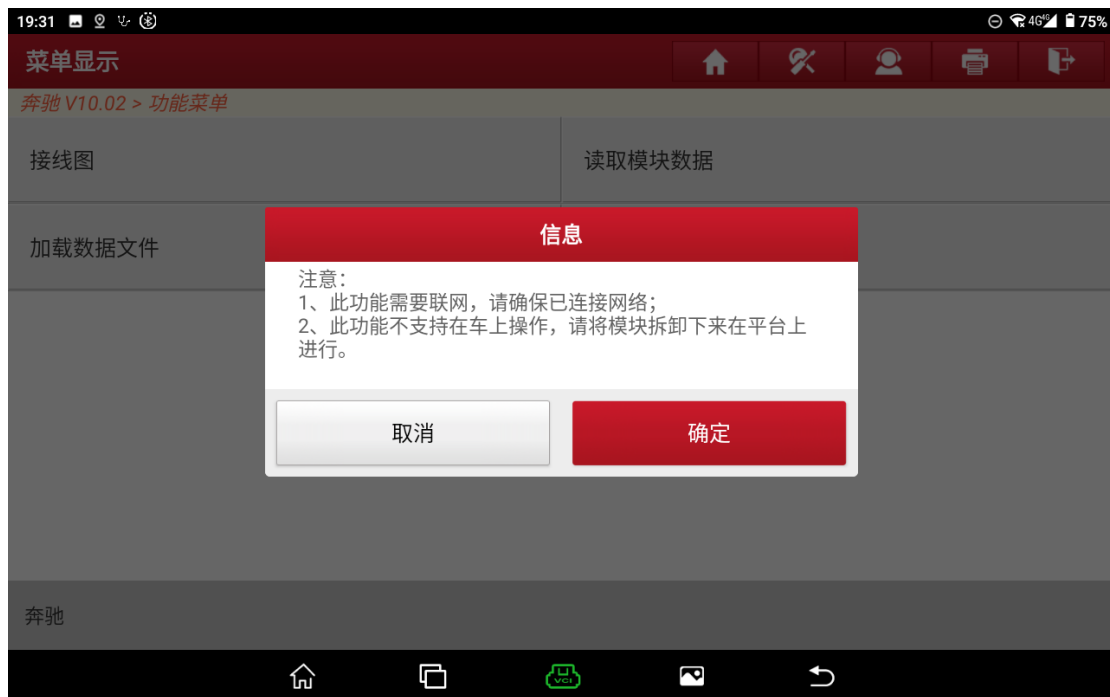 19:31
4G 4G 75%
菜单显示
奔驰 V10.02 > 功能菜单
接线图
读取模块数据
加载数据文件
信息
注意：
1、此功能需要联网，请确保已连接网络；
2、此功能不支持在车上操作，请将模块拆卸下来在平台上
进行。
取消
确定
奔驰
VCI